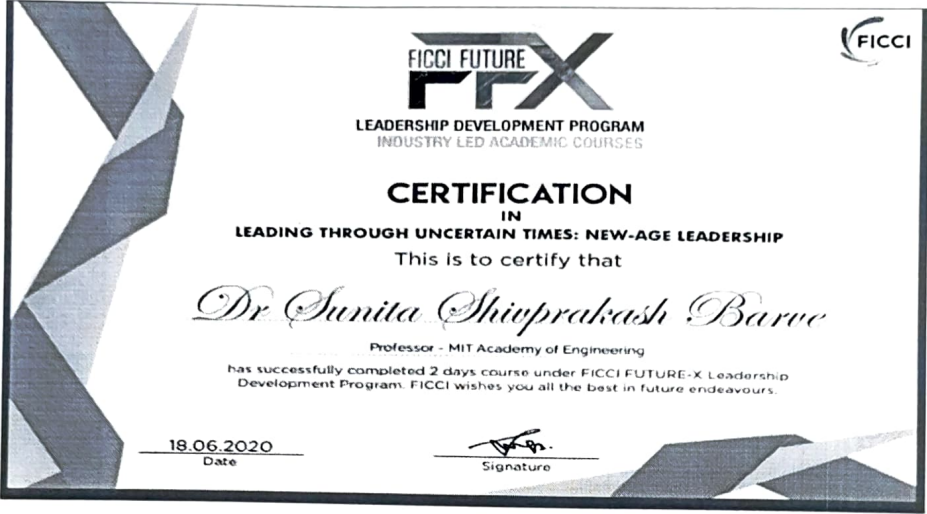 FICCI
FICCI FUTURE
X
LEADERSHIP DEVELOPMENT PROGRAM
INDUSTRY LED ACADEMIC COURSES
CERTIFICATION
IN
LEADING THROUGH UNCERTAIN TIMES: NEW-AGE LEADERSHIP
This is to certify that
Dr Sunita Shivprakash Barve
Professor - MIT Academy of Engineering
has successfully completed 2 days course under FICCI FUTURE-X Leadership
Development Program. FICCI wishes you all the best in future endeavours.
18.06.2020
Date
Signature